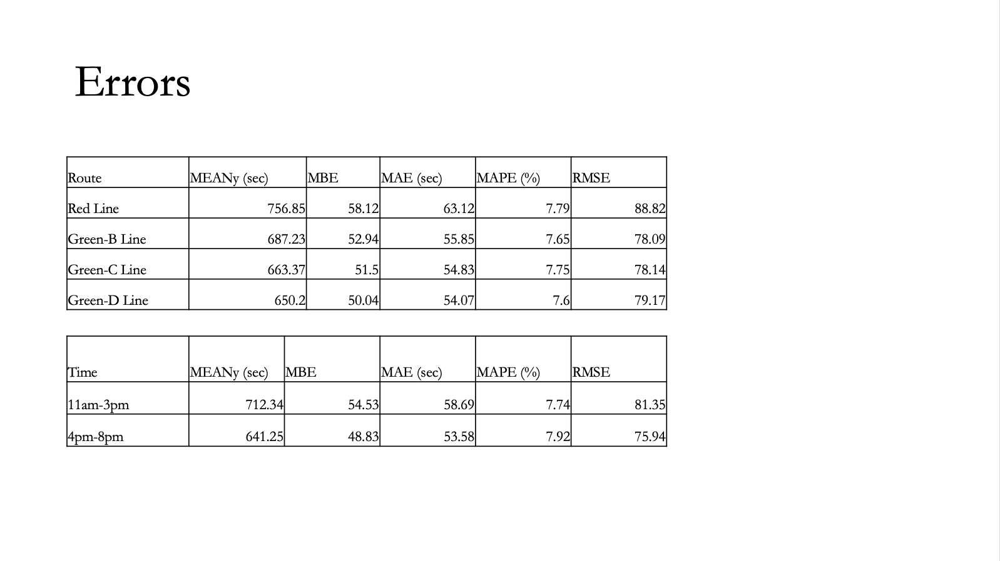 Errors
Route MEANy (sec) MBE MAE (sec) MAPE (%) RMSE
Red Line 756.85 58.12 63.12 7.79 88.82
Green-B Line 687.23 52.94 55.85 7.65 78.09
Green-C Line 663.37 51.5 54.83 7.75 78.14
Green-D Line 650.2 50.04 54.07 7.6 79.17
Time MEANy (sec) MBE MAE (sec) MAPE (%) RMSE
11am-3pm 712.34 54.53 58.69 7.74 81.35
4pm-8pm 641.25 48.83 53.58 7.92 75.94